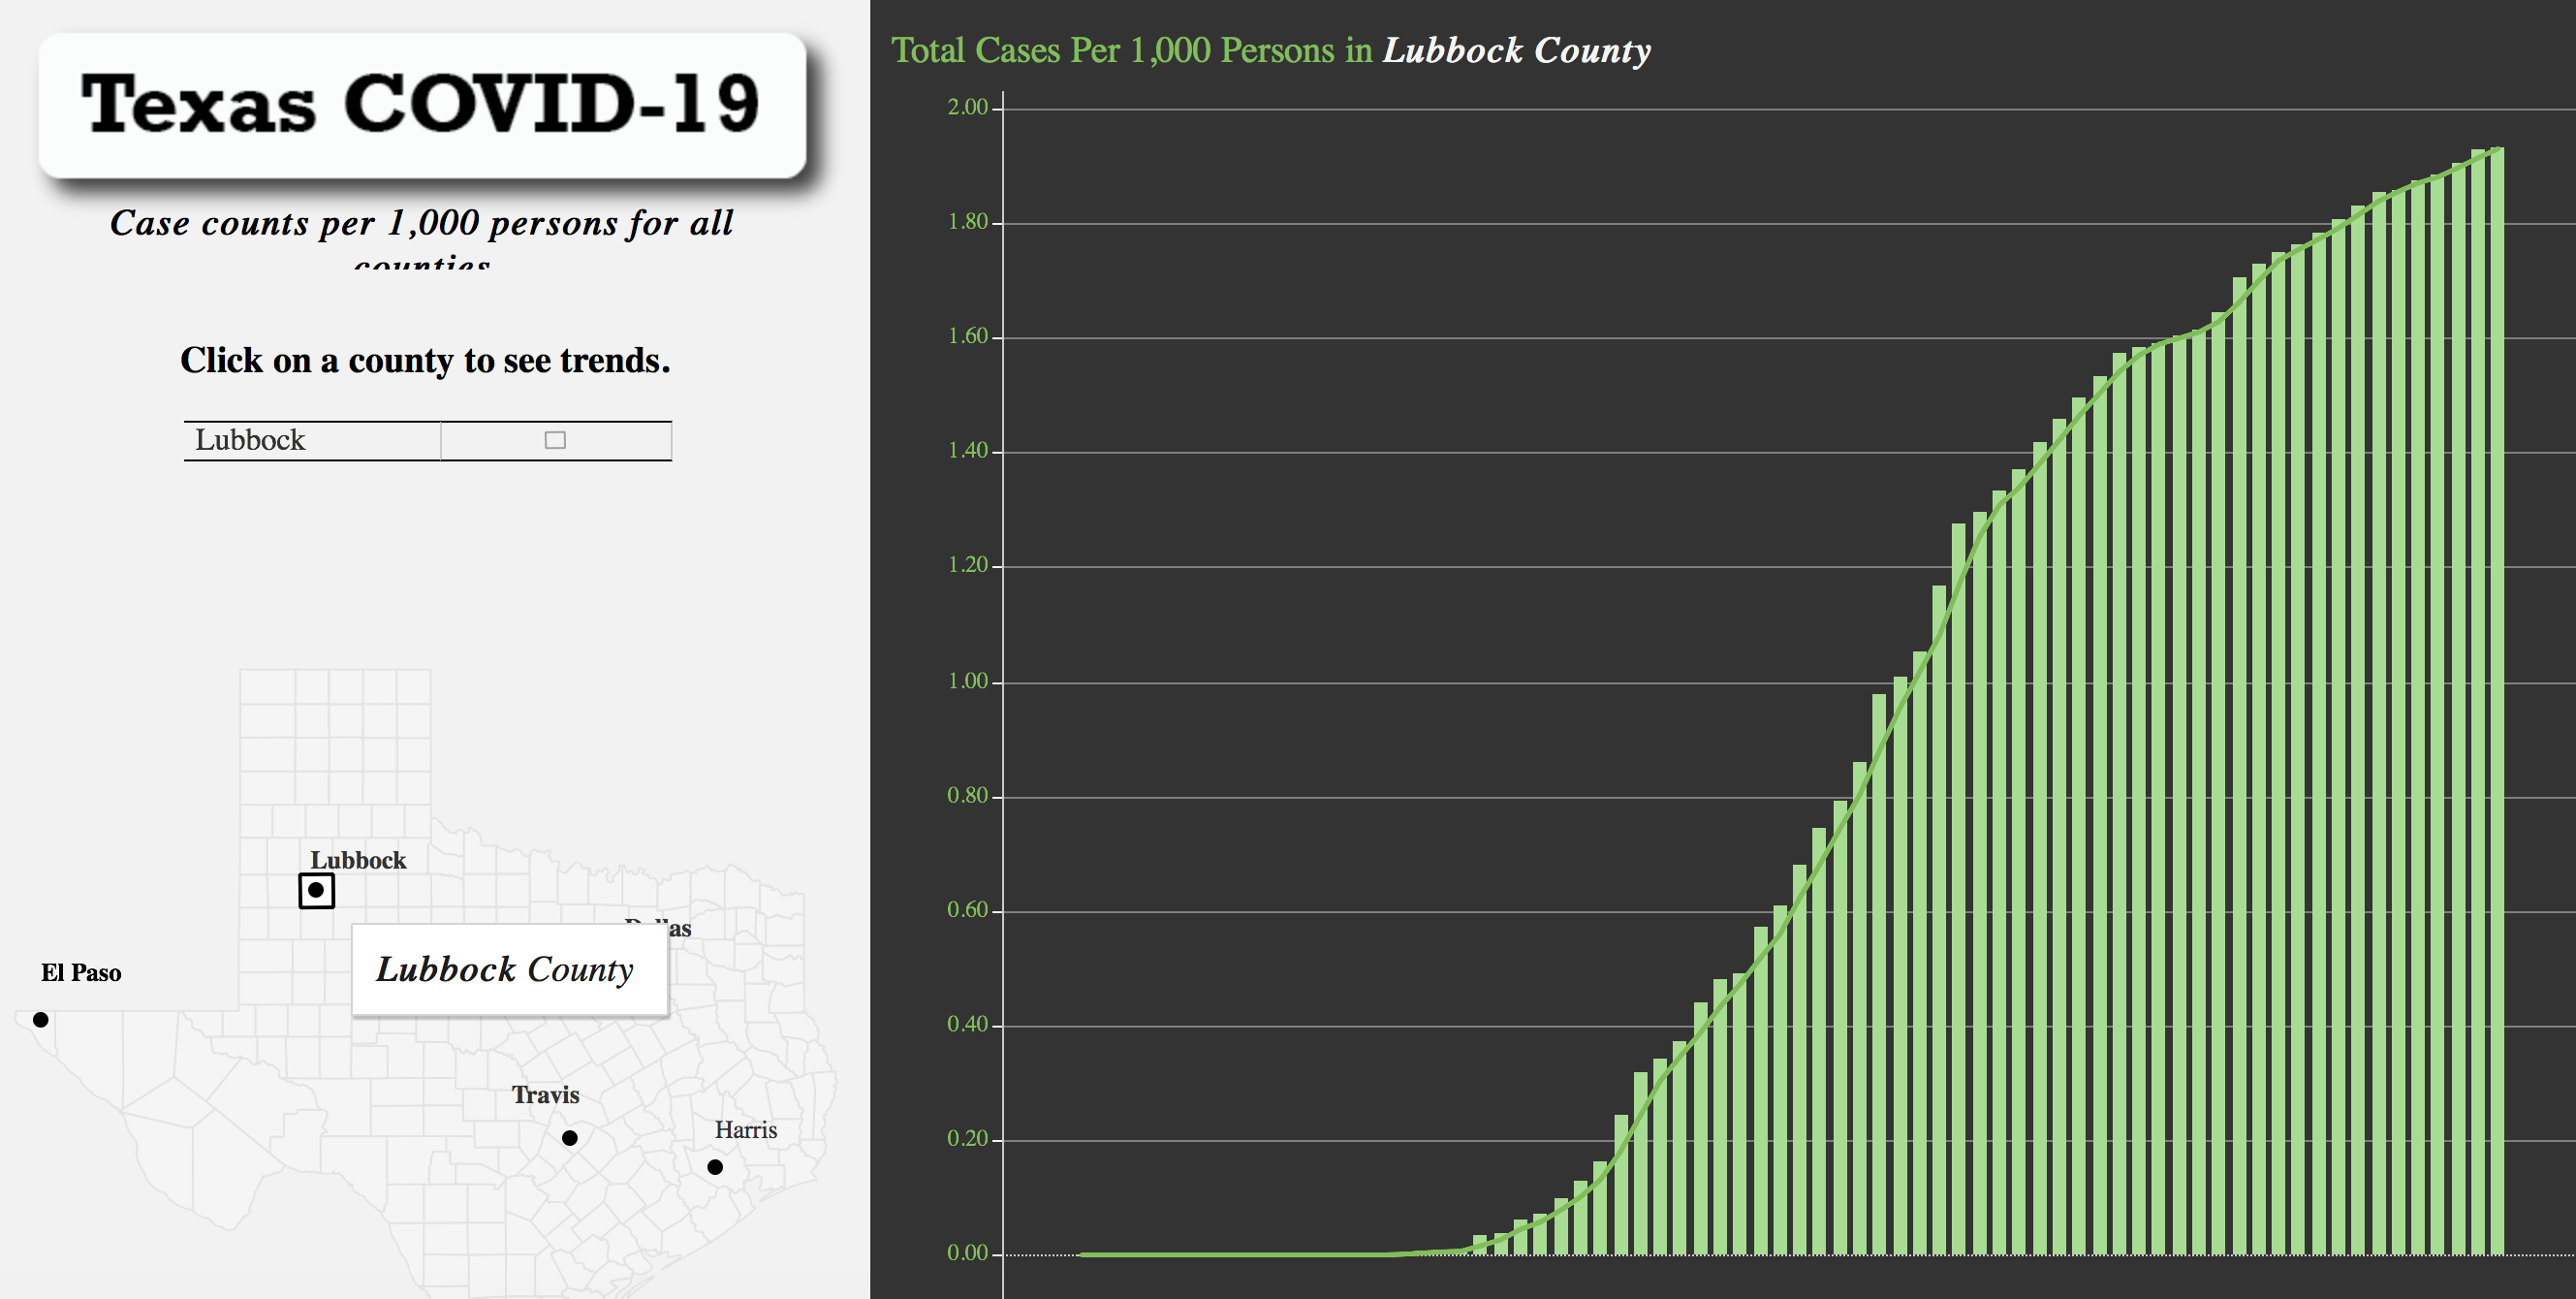 Texas COVID-19
Case counts per 1,000 persons for all
counties
Click on a county to see trends.
Lubbock
Lubbock
Dallas
Lubbock County
El Paso
Travis
Harris
Total Cases Per 1,000 Persons in Lubbock County
2.00
1.80
1.60
1.40
1.20
1.00
0.80
0.60
0.40
0.20
0.00